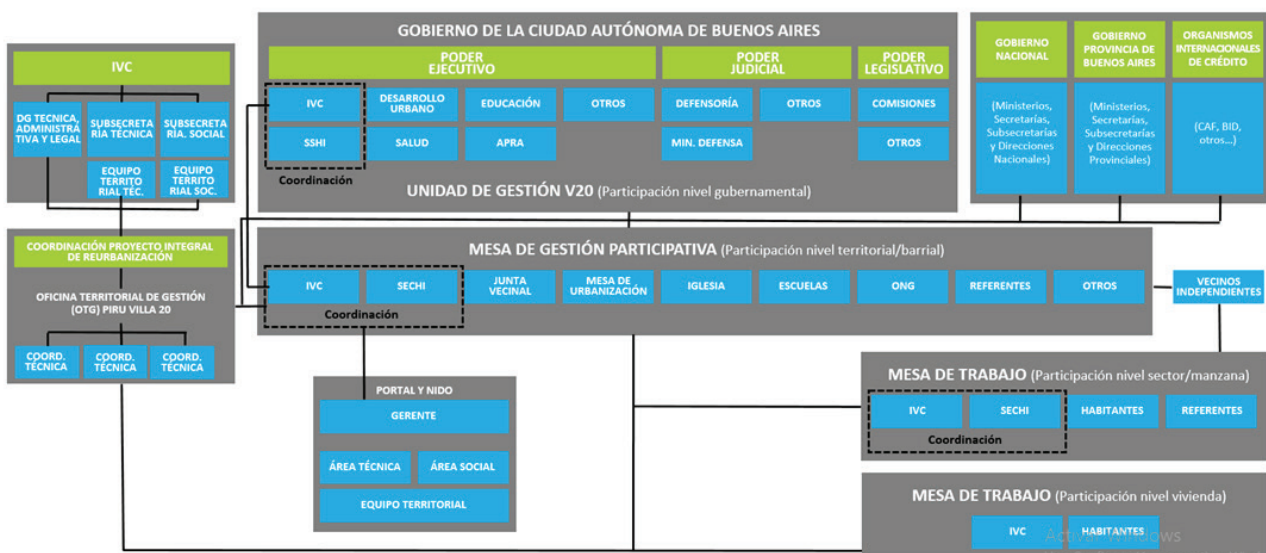 IVC
DG TECNICA,
ADMINISTRA
TIVA Y LEGAL
SUBSECRETA
RÍA TÉCNICA
SUBSECRETA
RÍA. SOCIAL
EQUIPO
TERRITO
RIAL TÉC.
EQUIPO
TERRITO
RIAL SOC.
COORDINACIÓN PROYECTO INTEGRAL
DE REURBANIZACIÓN
OFICINA TERRITORIAL DE GESTIÓN
(OTG) PIRU VILLA 20
COORD.
TÉCNICA
COORD.
TÉCNICA
COORD.
TÉCNICA
GOBIERNO DE LA CIUDAD AUTÓNOMA DE BUENOS AIRES
PODER
EJECUTIVO
PODER
JUDICIAL
PODER
LEGISLATIVO
IVC
DESARROLLO
URBANO
EDUCACIÓN
OTROS
DEFENSORÍA
OTROS
COMISIONES
SSHI
SALUD
APRA
MIN. DEFENSA
OTROS
Coordinación
UNIDAD DE GESTIÓN V20 (Participación nivel gubernamental)
GOBIERNO
NACIONAL
GOBIERNO
PROVINCIA DE
BUENOS AIRES
ORGANISMOS
INTERNACIONALES
DE CRÉDITO
(Ministerios,
Secretarías,
Subsecretarías
y Direcciones
Nacionales)
(Ministerios,
Secretarías,
Subsecretarías
y Direcciones
Provinciales)
(CAF, BID,
otros...)
MESA DE GESTIÓN PARTICIPATIVA (Participación nivel territorial/barrial)
IVC
SECHI
JUNTA
VECINAL
MESA DE
URBANIZACIÓN
IGLESIA
ESCUELAS
ONG
REFERENTES
OTROS
Coordinación
VECINOS
INDEPENDIENTES
PORTAL Y NIDO
GERENTE
ÁREA TÉCNICA
ÁREA SOCIAL
EQUIPO TERRITORIAL
MESA DE TRABAJO (Participación nivel sector/manzana)
IVC
SECHI
HABITANTES
REFERENTES
Coordinación
MESA DE TRABAJO (Participación nivel vivienda)
IVC
HABITANTES
Activar Windows